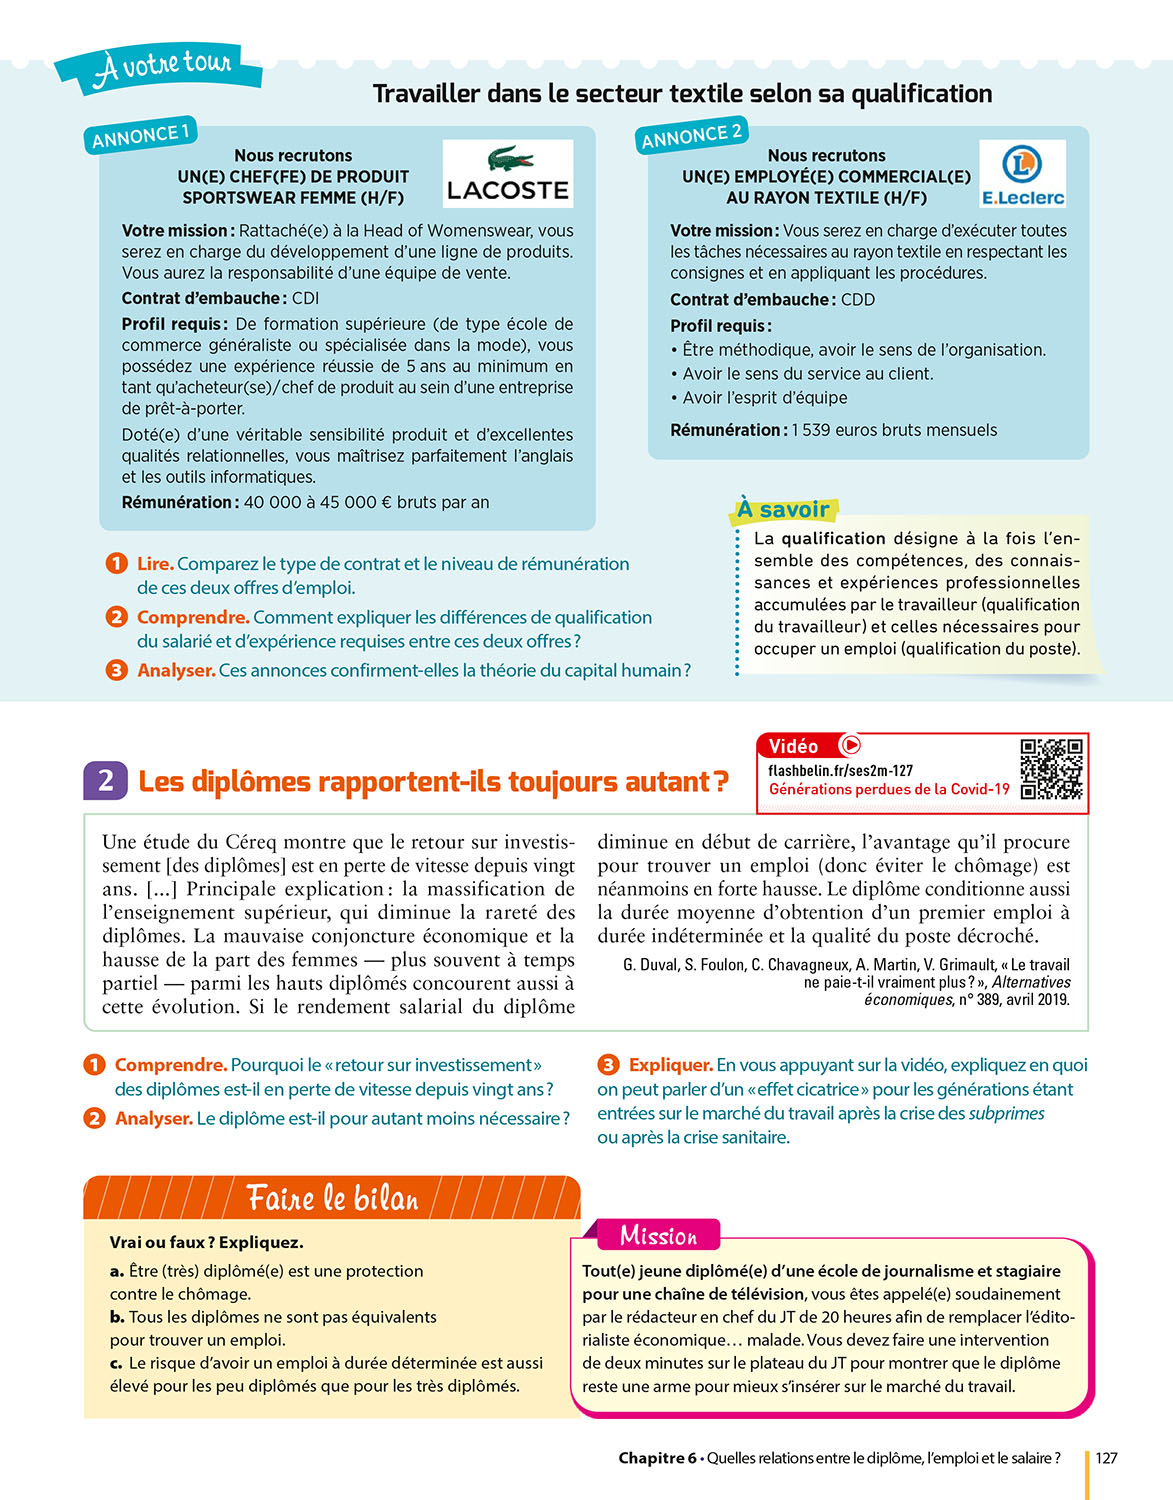 À votre tour
Travailler dans le secteur textile selon sa qualification
ANNONCE 1
Nous recrutons
UN(E) CHEF(FE) DE PRODUIT
SPORTSWEAR FEMME (H/F)
LACOSTE
Votre mission : Rattaché(e) à la Head of Womenswear, vous
serez en charge du développement d’une ligne de produits.
Vous aurez la responsabilité d’une équipe de vente.
Contrat d’embauche : CDI
Profil requis : De formation supérieure (de type école de
commerce généraliste ou spécialisée dans la mode), vous
possédez une expérience réussie de 5 ans au minimum en
tant qu’acheteur(se)/chef de produit au sein d’une entreprise
de prêt-à-porter.
Doté(e) d’une véritable sensibilité produit et d’excellentes
qualités relationnelles, vous maîtrisez parfaitement l’anglais
et les outils informatiques.
Rémunération : 40 000 à 45 000 € bruts par an
ANNONCE 2
Nous recrutons
UN(E) EMPLOYÉ(E) COMMERCIAL(E)
AU RAYON TEXTILE (H/F)
L
E.Leclerc
Votre mission : Vous serez en charge d’exécuter toutes
les tâches nécessaires au rayon textile en respectant les
consignes et en appliquant les procédures.
Contrat d’embauche : CDD
Profil requis :
• Être méthodique, avoir le sens de l’organisation.
• Avoir le sens du service au client.
• Avoir l’esprit d’équipe
Rémunération : 1 539 euros bruts mensuels
1 Lire. Comparez le type de contrat et le niveau de rémunération
de ces deux offres d’emploi.
2 Comprendre. Comment expliquer les différences de qualification
du salarié et d’expérience requises entre ces deux offres ?
3 Analyser. Ces annonces confirment-elles la théorie du capital humain ?
À savoir
La qualification désigne à la fois l’en-
semble des compétences, des connais-
sances et expériences professionnelles
accumulées par le travailleur (qualification
du travailleur) et celles nécessaires pour
occuper un emploi (qualification du poste).
2 Les diplômes rapportent-ils toujours autant ?
Vidéo
flashbelin.fr/ses2m-127
Générations perdues de la Covid-19
Une étude du Céreq montre que le retour sur investis-
sement [des diplômes] est en perte de vitesse depuis vingt
ans. [...] Principale explication : la massification de
l’enseignement supérieur, qui diminue la rareté des
diplômes. La mauvaise conjoncture économique et la
hausse de la part des femmes — plus souvent à temps
partiel — parmi les hauts diplômés concourent aussi à
cette évolution. Si le rendement salarial du diplôme
diminue en début de carrière, l’avantage qu’il procure
pour trouver un emploi (donc éviter le chômage) est
néanmoins en forte hausse. Le diplôme conditionne aussi
la durée moyenne d’obtention d’un premier emploi à
durée indéterminée et la qualité du poste décroché.
G. Duval, S. Foulon, C. Chavagneux, A. Martin, V. Grimault, « Le travail
ne paie-t-il vraiment plus ? », Alternatives
économiques, n° 389, avril 2019.
1 Comprendre. Pourquoi le « retour sur investissement »
des diplômes est-il en perte de vitesse depuis vingt ans ?
2 Analyser. Le diplôme est-il pour autant moins nécessaire ?
3 Expliquer. En vous appuyant sur la vidéo, expliquez en quoi
on peut parler d’un « effet cicatrice » pour les générations étant
entrées sur le marché du travail après la crise des subprimes
ou après la crise sanitaire.
Faire le bilan
Vrai ou faux ? Expliquez.
a. Être (très) diplômé(e) est une protection
contre le chômage.
b. Tous les diplômes ne sont pas équivalents
pour trouver un emploi.
c. Le risque d’avoir un emploi à durée déterminée est aussi
élevé pour les peu diplômés que pour les très diplômés.
Mission
Tout(e) jeune diplômé(e) d’une école de journalisme et stagiaire
pour une chaîne de télévision, vous êtes appelé(e) soudainement
par le rédacteur en chef du JT de 20 heures afin de remplacer l’édito-
rialiste économique… malade. Vous devez faire une intervention
de deux minutes sur le plateau du JT pour montrer que le diplôme
reste une arme pour mieux s’insérer sur le marché du travail.
Chapitre 6 • Quelles relations entre le diplôme, l’emploi et le salaire ? 127